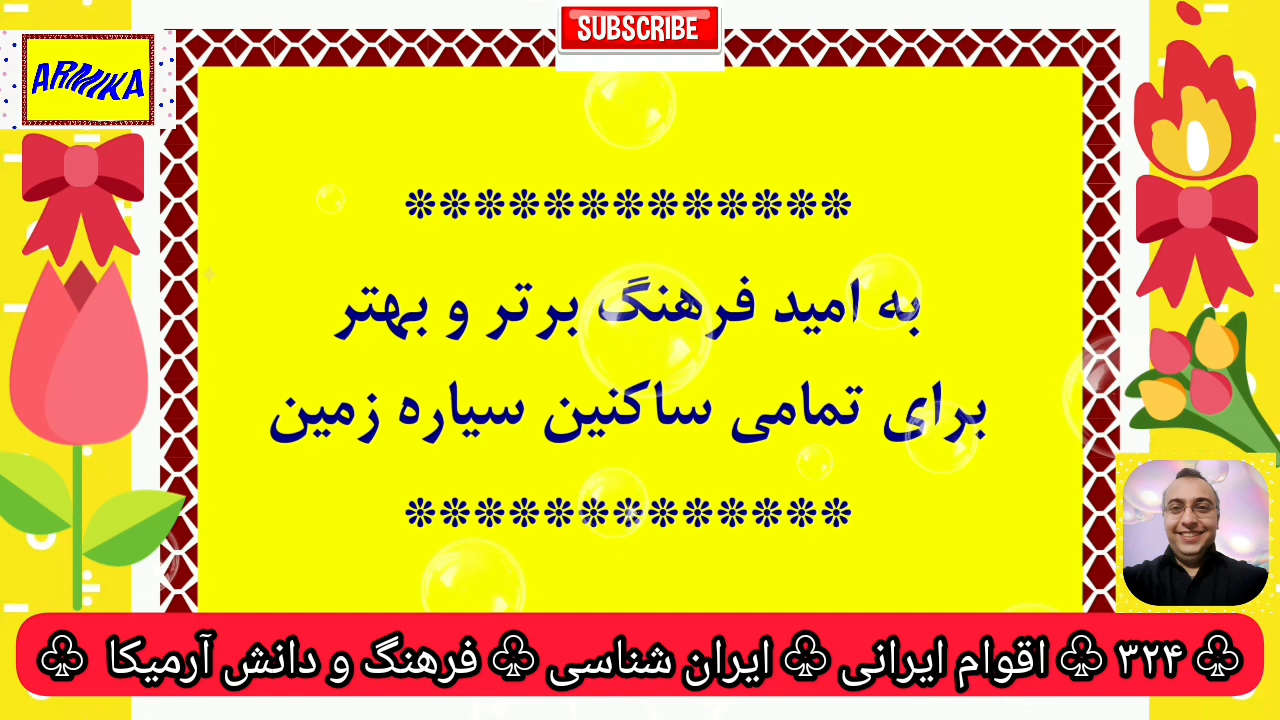 SUBSCRIBE
ARMIKA
❊❊❊❊❊❊❊❊❊❊❊❊❊
به امید فرهنگ برتر و بهتر
برای تمامی ساکنین سیاره زمین
❊❊❊❊❊❊❊❊❊❊❊❊❊
♧ ۳۲۴ ♧ اقوام ایرانی ♧ ایران شناسی ♧ فرهنگ و دانش آرمیکا ♧